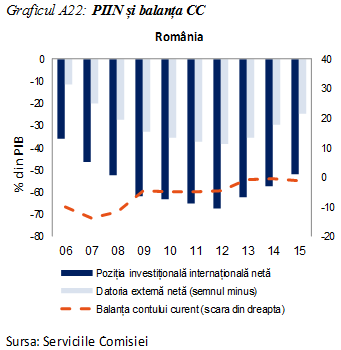 Graficul A22: PIIN și balanța CC
România
% din PIB
0
-10
-20
-30
-40
-50
-60
-70
-80
40
30
20
10
0
-10
-20
06 07 08 09 10 11 12 13 14 15
Poziția investițională internațională netă
Datoria externă netă (semnul minus)
Balanța contului curent (scara din dreapta)
Sursa: Serviciile Comisiei